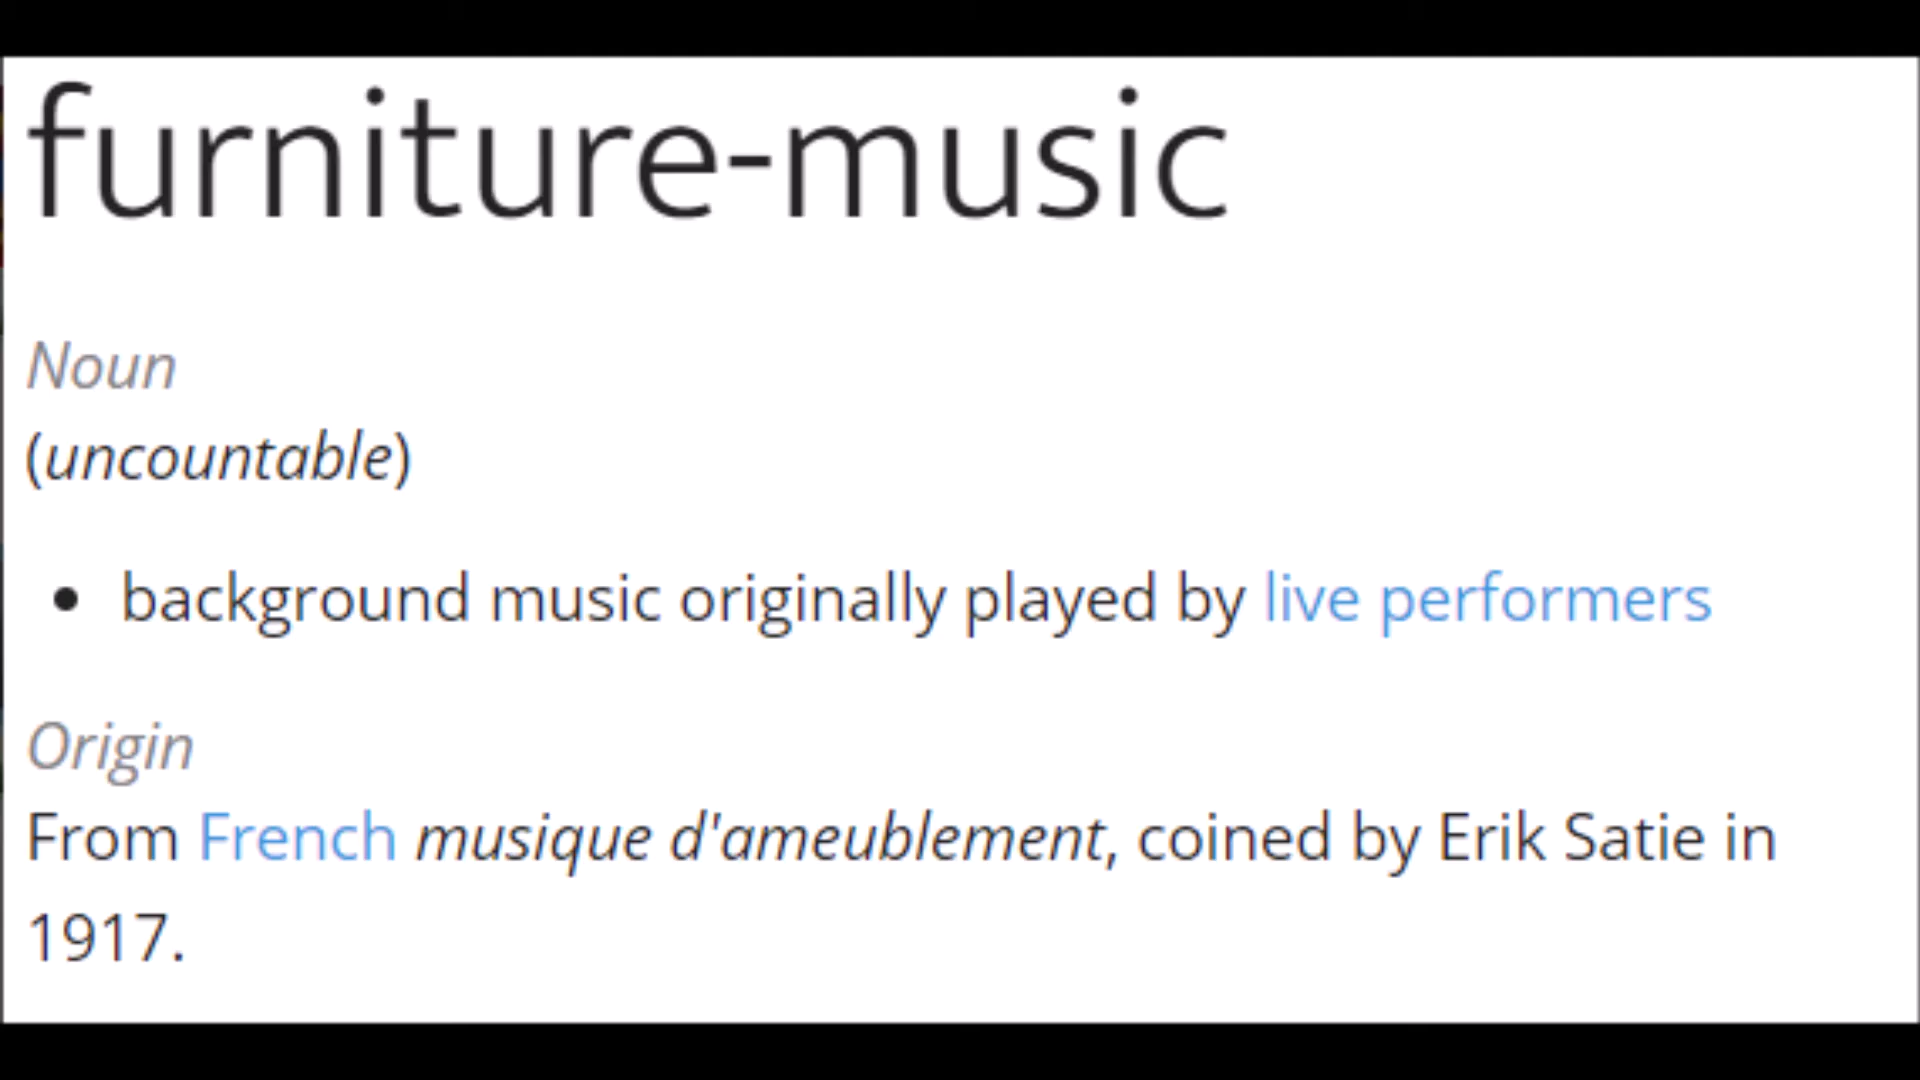 furniture-music
Noun
(uncountable)
• background music originally played by live performers
Origin
From French musique d'ameublement, coined by Erik Satie in
1917.